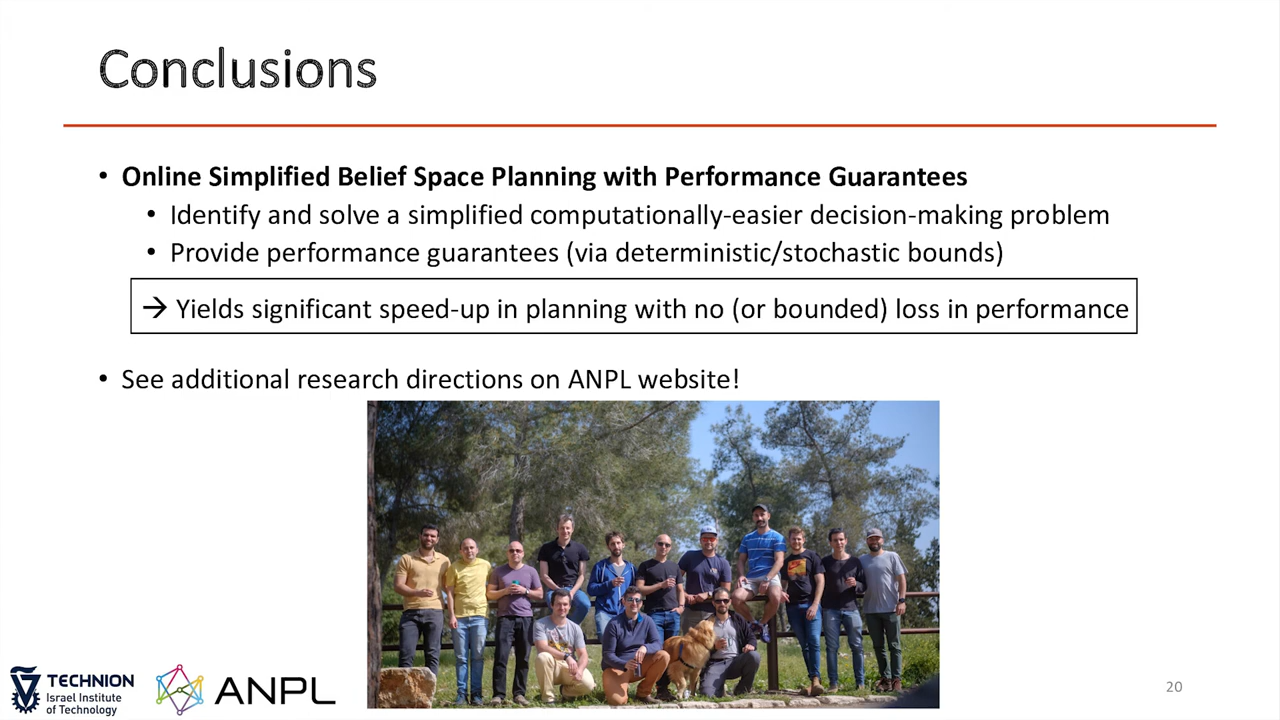 Conclusions
• Online Simplified Belief Space Planning with Performance Guarantees
• Identify and solve a simplified computationally-easier decision-making problem
• Provide performance guarantees (via deterministic/stochastic bounds)
→ Yields significant speed-up in planning with no (or bounded) loss in performance
• See additional research directions on ANPL website!
TECHNION
Israel Institute
of Technology
ANPL
20